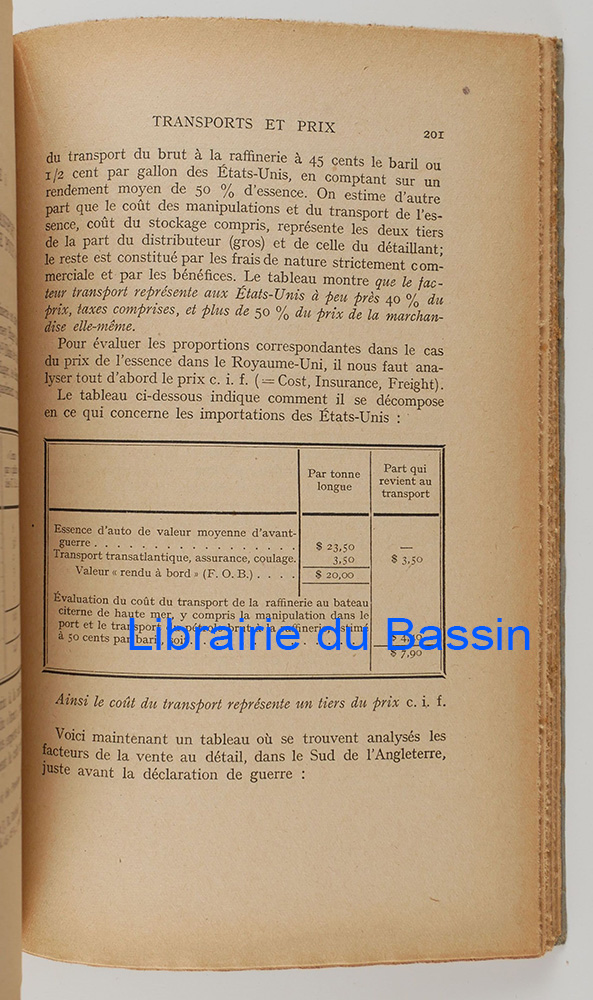 TRANSPORTS ET PRIX
201
du transport du brut à la raffinerie à 45 cents le baril ou
1/2 cent par gallon des États-Unis, en comptant sur un
rendement moyen de 50 % d'essence. On estime d'autre
part que le coût des manipulations et du transport de l'es-
sence, coût du stockage compris, représente les deux tiers
de la part du distributeur (gros) et de celle du détaillant;
le reste est constitué par les frais de nature strictement com-
merciale et par les bénéfices. Le tableau montre que le fac-
teur transport représente aux États-Unis à peu près 40 % du
prix, taxes comprises, et plus de 50 % du prix de la marchan-
dise elle-même.
Pour évaluer les proportions correspondantes dans le cas
du prix de l'essence dans le Royaume-Uni, il nous faut ana-
lyser tout d'abord le prix c. i. f. (= Cost, Insurance, Freight).
Le tableau ci-dessous indique comment il se décompose
en ce qui concerne les importations des États-Unis :
Par tonne
longue
Part qui
revient au
transport
Essence d'auto de valeur moyenne d'avant-
guerre . . . . . . . . . . . . . . . . $ 23,50 —
Transport transatlantique, assurance, coulage. 3,50 $ 3,50
Valeur « rendu à bord » (F. O. B.) . . . . $ 20,00
Évaluation du coût du transport de la raffinerie au bateau
citerne de haute mer, y compris la manipulation dans le
port et le transport du pétrole brut à la raffinerie estimé
à 50 cents par baril, soit . . . $ 4,40
$ 7,90
Librairie du Bassin
Ainsi le coût du transport représente un tiers du prix c. i. f.
Voici maintenant un tableau où se trouvent analysés les
facteurs de la vente au détail, dans le Sud de l'Angleterre,
juste avant la déclaration de guerre :